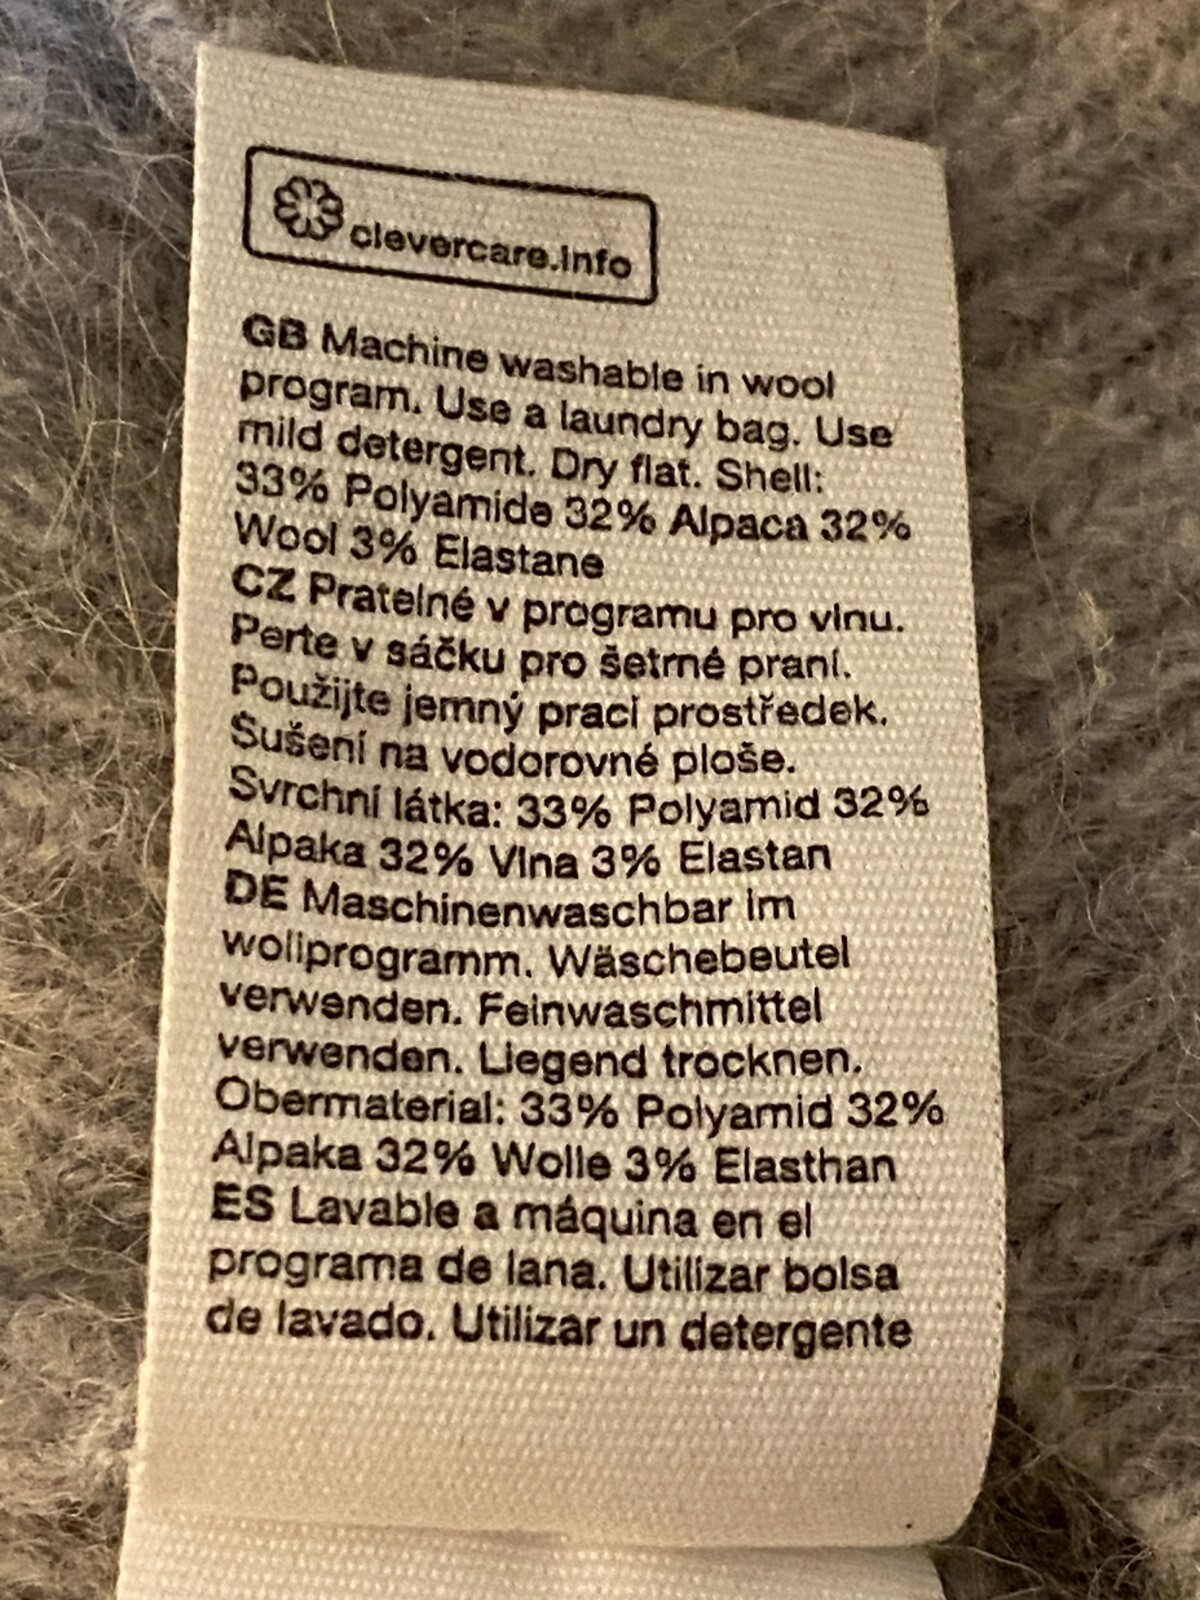 clevercare.info
GB Machine washable in wool
program. Use a laundry bag. Use
mild detergent. Dry flat. Shell:
33% Polyamide 32% Alpaca 32%
Wool 3% Elastane
CZ Pratelné v programu pro vlnu.
Perte v sáčku pro šetrné praní.
Použijte jemný prací prostředek.
Sušení na vodorovné ploše.
Svrchní látka: 33% Polyamid 32%
Alpaka 32% Vlna 3% Elastan
DE Maschinenwaschbar im
wollprogramm. Wäschebeutel
verwenden. Feinwaschmittel
verwenden. Liegend trocknen.
Obermaterial: 33% Polyamid 32%
Alpaka 32% Wolle 3% Elasthan
ES Lavable a máquina en el
programa de lana. Utilizar bolsa
de lavado. Utilizar un detergente